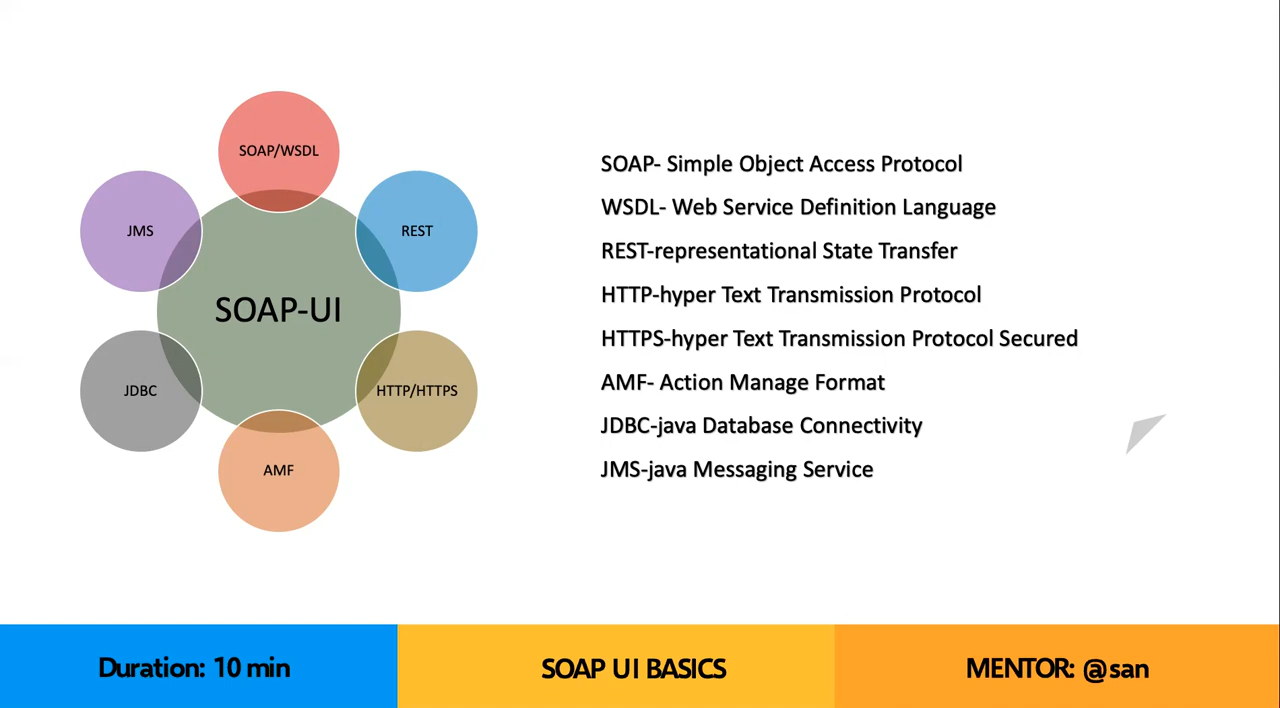 SOAP/WSDL
JMS
REST
SOAP-UI
JDBC
HTTP/HTTPS
AMF
SOAP- Simple Object Access Protocol
WSDL- Web Service Definition Language
REST-representational State Transfer
HTTP-hyper Text Transmission Protocol
HTTPS-hyper Text Transmission Protocol Secured
AMF- Action Manage Format
JDBC-java Database Connectivity
JMS-java Messaging Service
Duration: 10 min
SOAP UI BASICS
MENTOR: @san